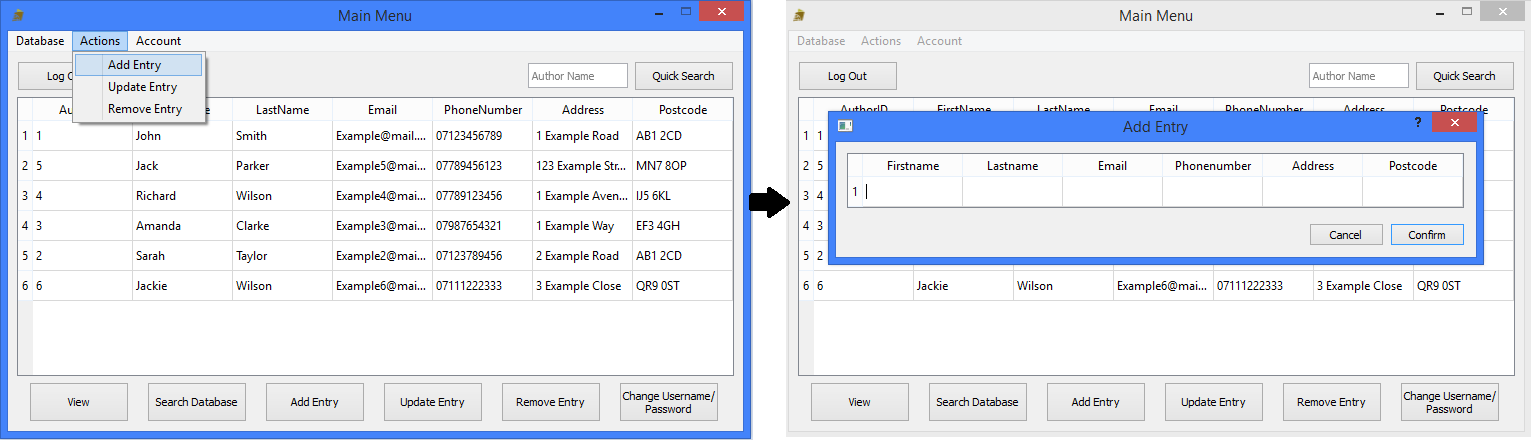 Main Menu
Database Actions Account
Add Entry
Update Entry
Remove Entry
Log O
Author Name Quick Search
Au e LastName Email PhoneNumber Address Postcode
1 1 John Smith Example@mail.... 07123456789 1 Example Road AB1 2CD
2 5 Jack Parker Example5@mai... 07789456123 123 Example Str... MN7 8OP
3 4 Richard Wilson Example4@mai... 07789123456 1 Example Aven... IJ5 6KL
4 3 Amanda Clarke Example3@mai... 07987654321 1 Example Way EF3 4GH
5 2 Sarah Taylor Example2@mai... 07123789456 2 Example Road AB1 2CD
6 6 Jackie Wilson Example6@mai... 07111222333 3 Example Close QR9 0ST
View Search Database Add Entry Update Entry Remove Entry Change Username/
Password
Main Menu
Database Actions Account
Log Out Author Name Quick Search
AuthorID FirstName LastName Email PhoneNumber Address Postcode
Add Entry ?
Firstname Lastname Email Phonenumber Address Postcode
1
Cancel Confirm
1 1
2 5
3 4
4 3
5 2
6 6 Jackie Wilson Example6@mai... 07111222333 3 Example Close QR9 0ST
View Search Database Add Entry Update Entry Remove Entry Change Username/
Password